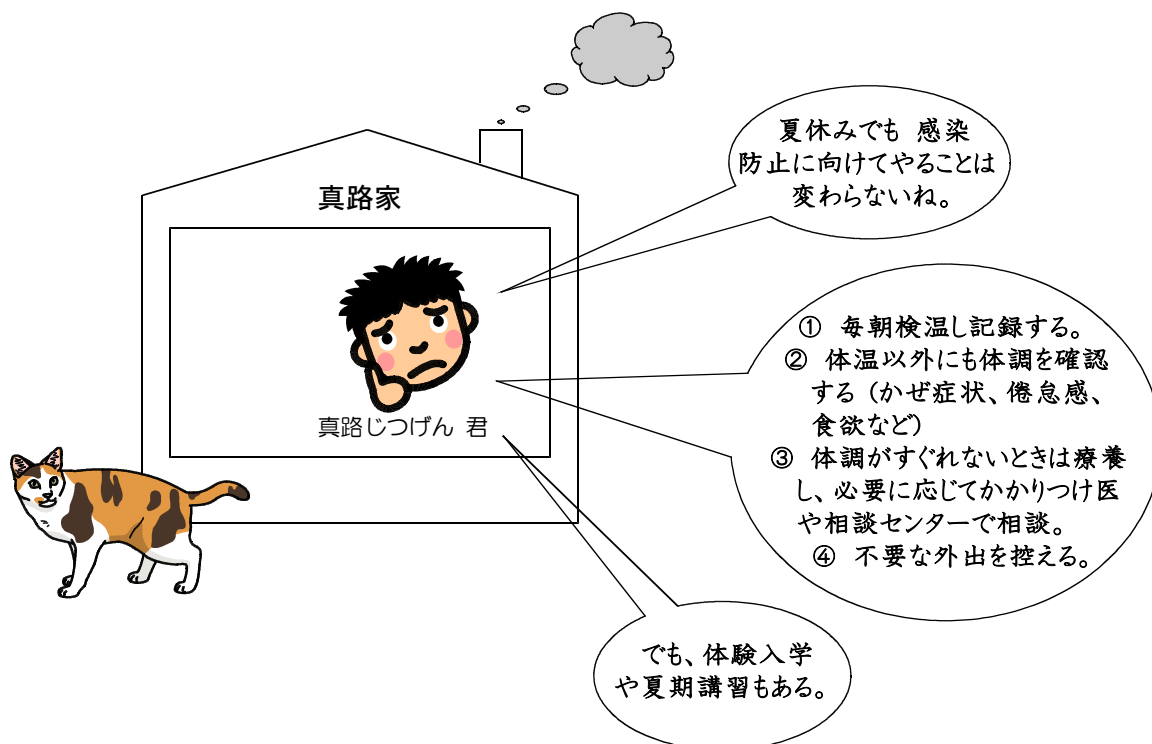 夏休みでも 感染
防止に向けてやることは
変わらないね。
真路家
① 毎朝検温し記録する。
② 体温以外にも体調を確認
する（かぜ症状、倦怠感、
食欲など）
③ 体調がすぐれないときは療養
し、必要に応じてかかりつけ医
や相談センターで相談。
④ 不要な外出を控える。
真路じつげん 君
でも、体験入学
や夏期講習もある。